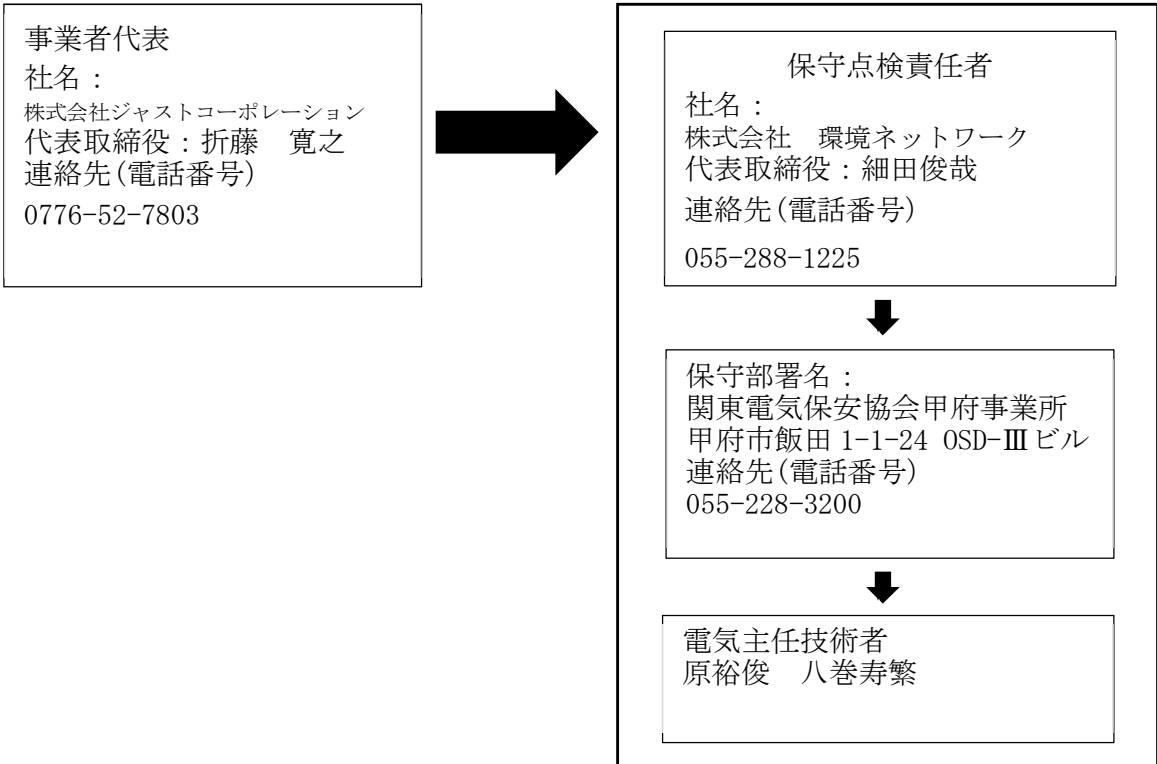 事業者代表
社名：
株式会社ジャストコーポレーション
代表取締役：折藤　寛之
連絡先(電話番号)
0776-52-7803
保守点検責任者
社名：
株式会社　環境ネットワーク
代表取締役：細田俊哉
連絡先(電話番号)
055-288-1225
保守部署名：
関東電気保安協会甲府事業所
甲府市飯田 1-1-24 OSD-Ⅲビル
連絡先(電話番号)
055-228-3200
電気主任技術者
原裕俊　八巻寿繁